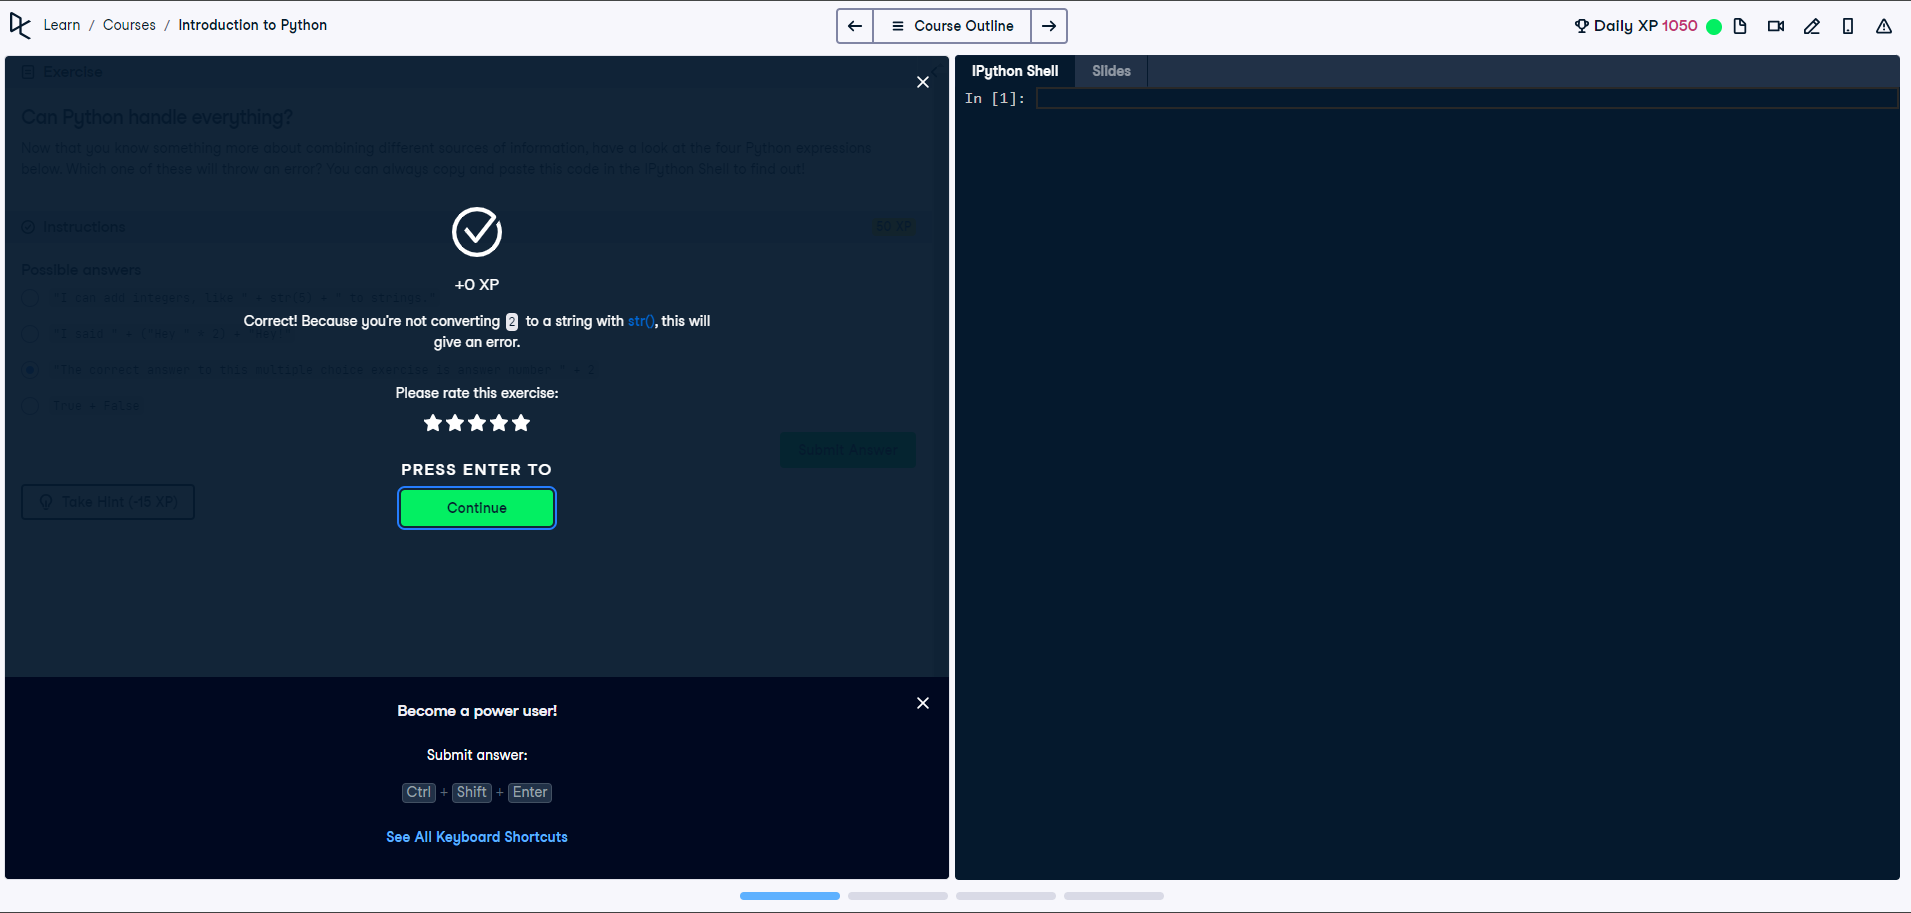 Learn / Courses / Introduction to Python
Course Outline
Daily XP 1050
Exercise
Can Python handle everything?
Now that you know something more about combining different sources of information, have a look at the four Python expressions
below. Which one of these will throw an error? You can always copy and paste this code in the IPython Shell to find out!
Instructions
50 XP
Possible answers
"I can add integers, like " + str(5) + " to strings."
"I said " + ("Hey " * 2) + "Hey!"
"The correct answer to this multiple choice exercise is answer number " + 2
True + False
Submit Answer
Take Hint (-15 XP)
+0 XP
Correct! Because you're not converting 2 to a string with str(), this will
give an error.
Please rate this exercise:
PRESS ENTER TO
Continue
Become a power user!
Submit answer:
Ctrl + Shift + Enter
See All Keyboard Shortcuts
IPython Shell
Slides
In [1]: